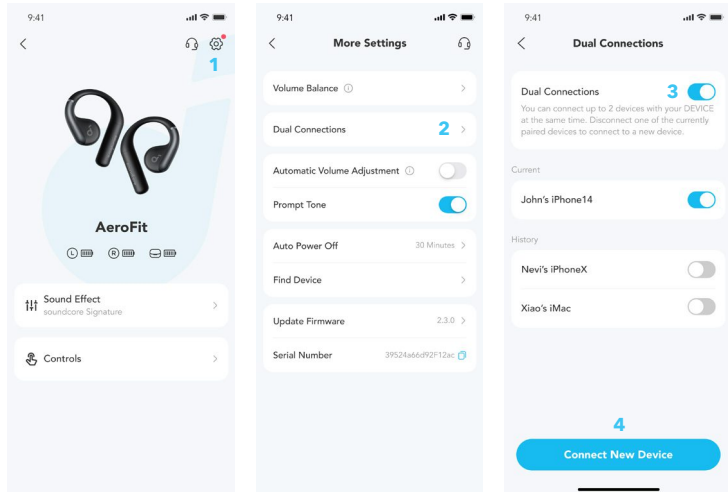 9:41
1
AeroFit
L
R
Sound Effect
soundcore Signature
Controls
9:41
More Settings
Volume Balance
Dual Connections 2
Automatic Volume Adjustment
Prompt Tone
Auto Power Off 30 Minutes
Find Device
Update Firmware 2.3.0
Serial Number 39524a66d92F12ac
9:41
Dual Connections
Dual Connections 3
You can connect up to 2 devices with your DEVICE
at the same time. Disconnect one of the currently
paired devices to connect to a new device.
Current
John's iPhone14
History
Nevi's iPhoneX
Xiao's iMac
4
Connect New Device